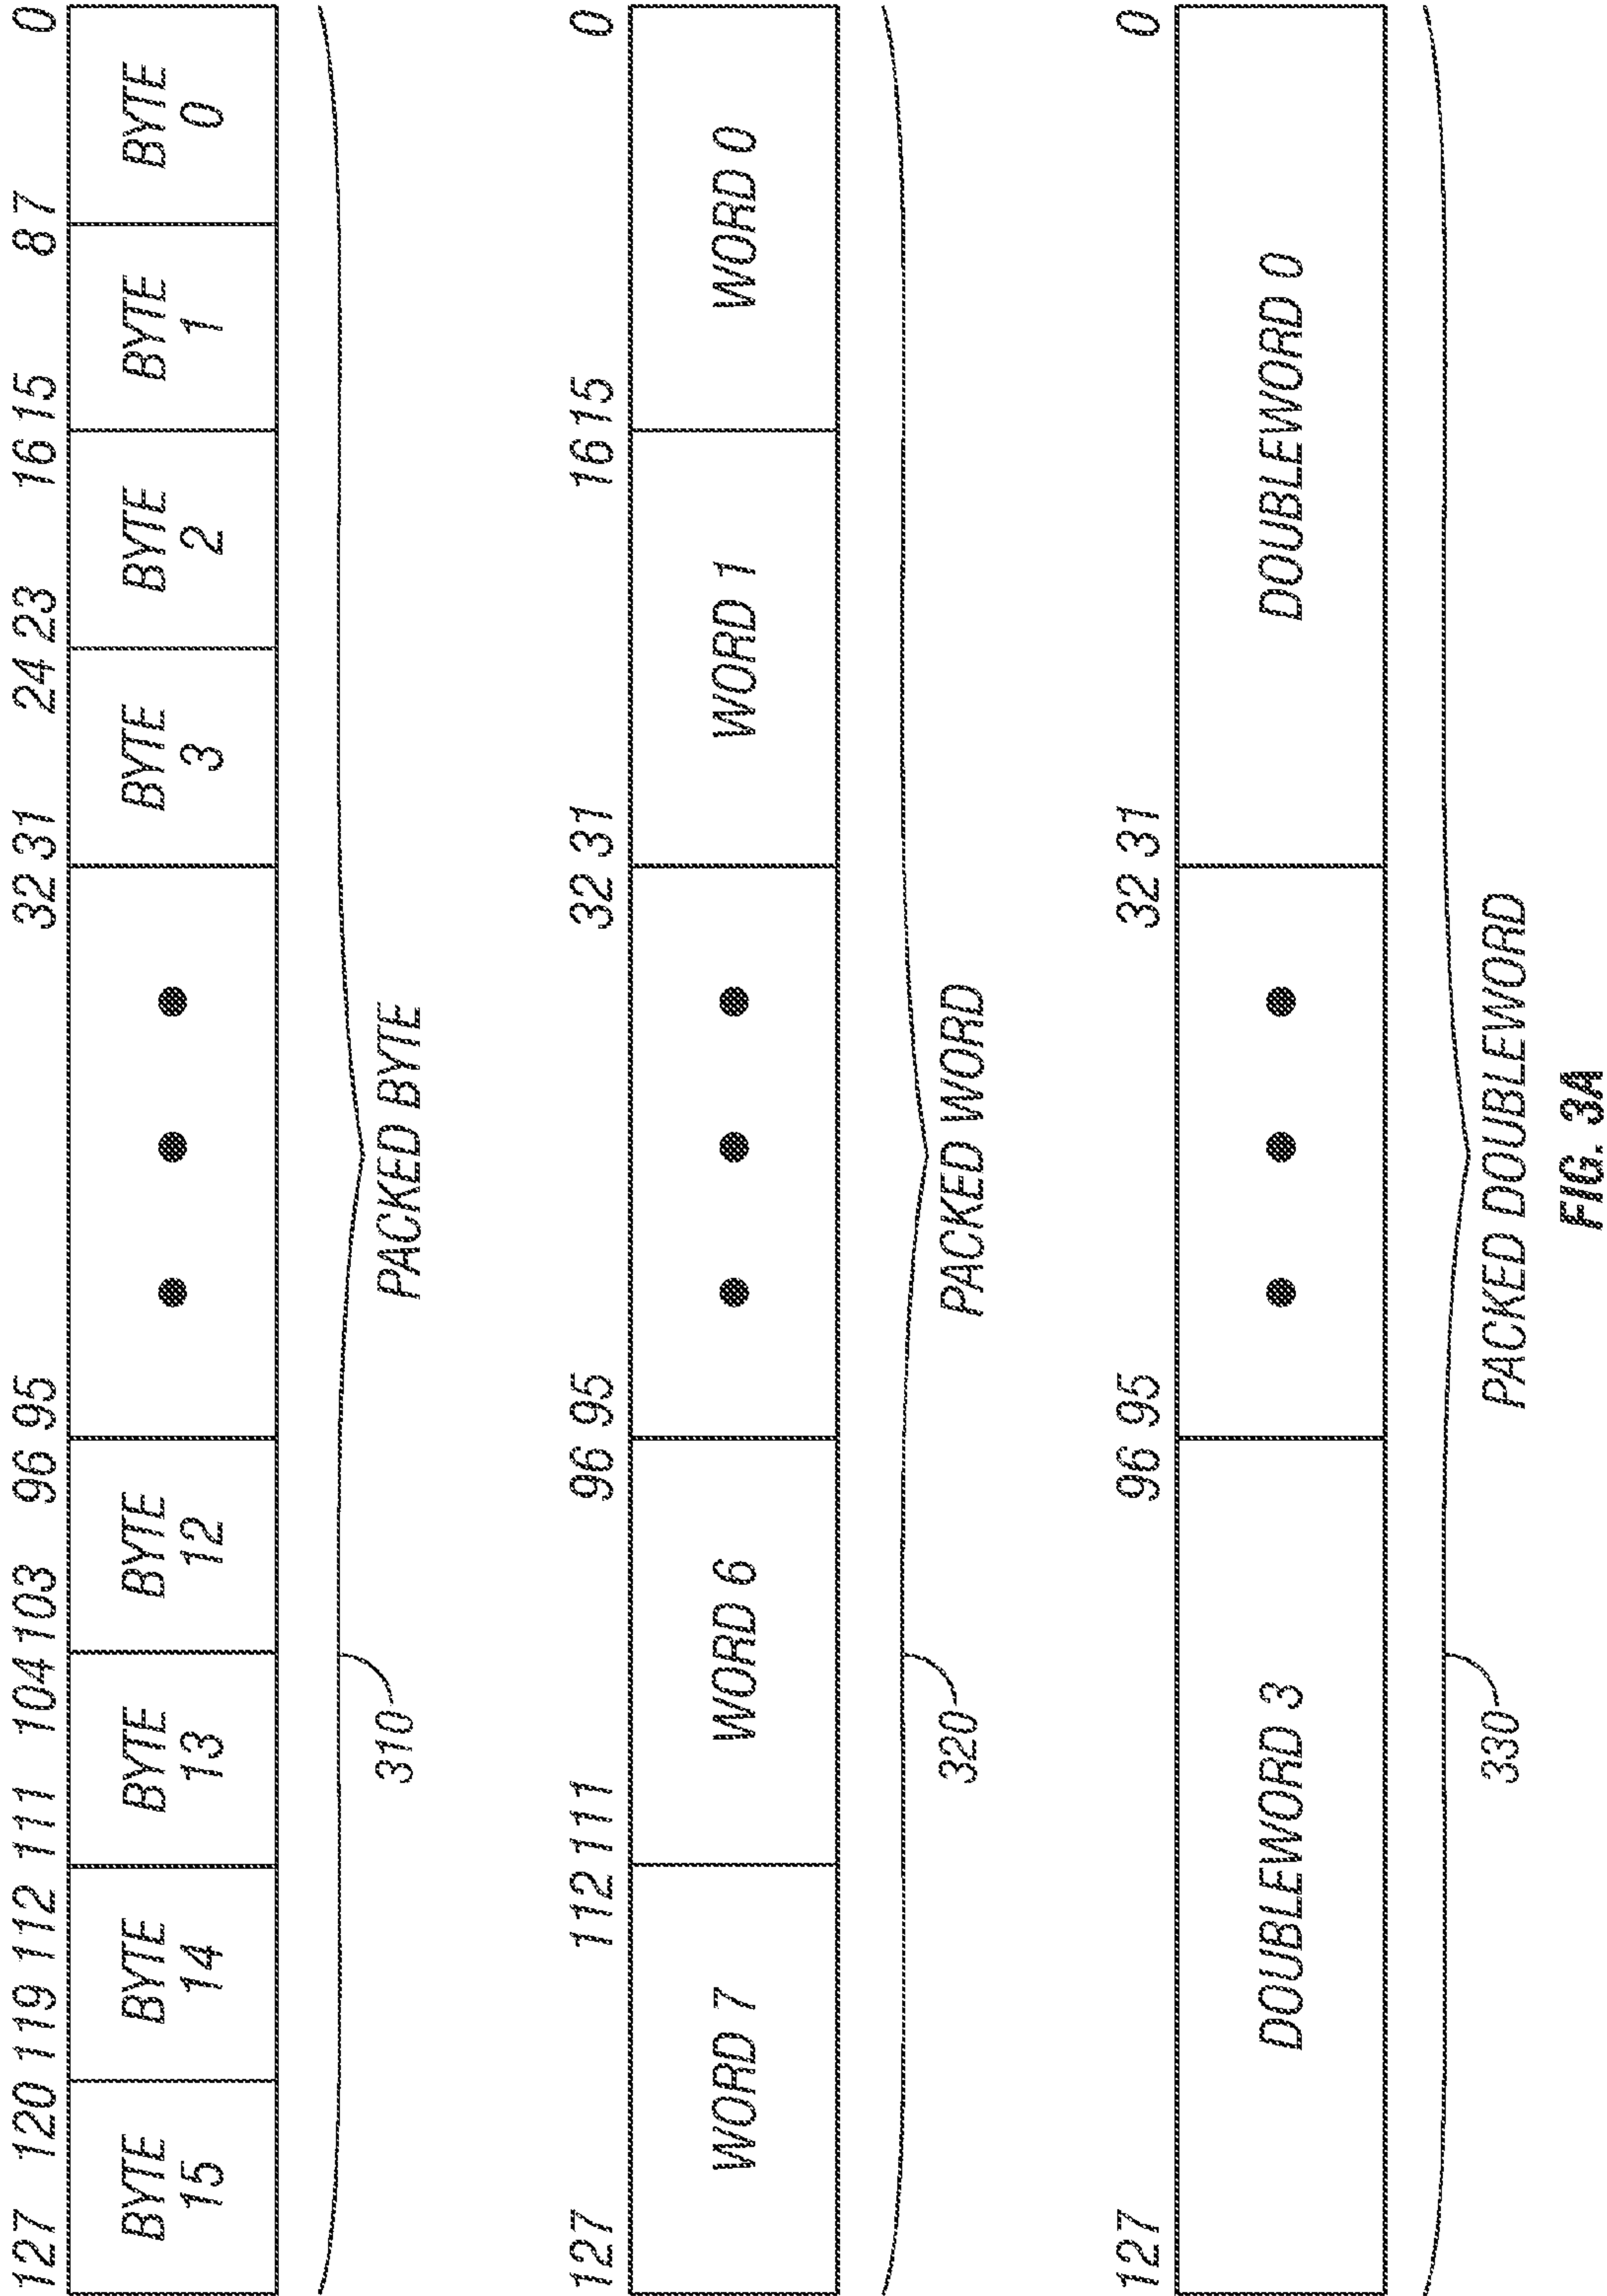 127 120 119 112 111 104 103 96 95 32 31 24 23 16 15 8 7 0
BYTE BYTE BYTE BYTE BYTE BYTE BYTE BYTE
15 14 13 12 3 2 1 0
310
PACKED BYTE
127 112 111 96 95 32 31 16 15 0
WORD 7 WORD 6 WORD 1 WORD 0
320
PACKED WORD
127 96 95 32 31 0
DOUBLEWORD 3 DOUBLEWORD 0
330
PACKED DOUBLEWORD
FIG. 3A